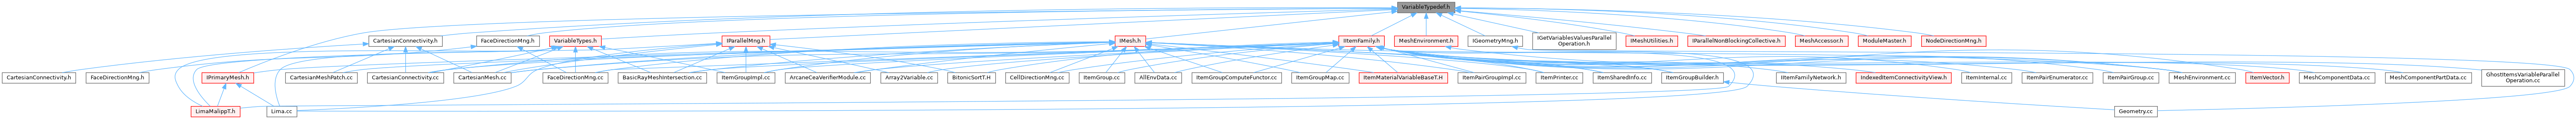 VariableTypedef.h
CartesianConnectivity.h
FaceDirectionMng.h
VariableTypes.h
IParallelMng.h
IMesh.h
IItemFamily.h
MeshEnvironment.h
IGeometryMng.h
IGetVariablesValuesParallel
Operation.h
IMeshUtilities.h
IParallelNonBlockingCollective.h
MeshAccessor.h
ModuleMaster.h
NodeDirectionMng.h
CartesianConnectivity.h
FaceDirectionMng.h
IPrimaryMesh.h
CartesianMeshPatch.cc
CartesianConnectivity.cc
CartesianMesh.cc
FaceDirectionMng.cc
BasicRayMeshIntersection.cc
ItemGroupImpl.cc
ArcaneCeaVerifierModule.cc
Array2Variable.cc
BitonicSortT.H
CellDirectionMng.cc
ItemGroup.cc
AllEnvData.cc
ItemGroupComputeFunctor.cc
ItemGroupMap.cc
ItemMaterialVariableBaseT.H
ItemPairGroupImpl.cc
ItemPrinter.cc
ItemSharedInfo.cc
ItemGroupBuilder.h
IItemFamilyNetwork.h
IndexedItemConnectivityView.h
ItemInternal.cc
ItemPairEnumerator.cc
ItemPairGroup.cc
MeshEnvironment.cc
ItemVector.h
MeshComponentData.cc
MeshComponentPartData.cc
GhostItemsVariableParallel
Operation.cc
LimaMalippT.h
Lima.cc
Geometry.cc